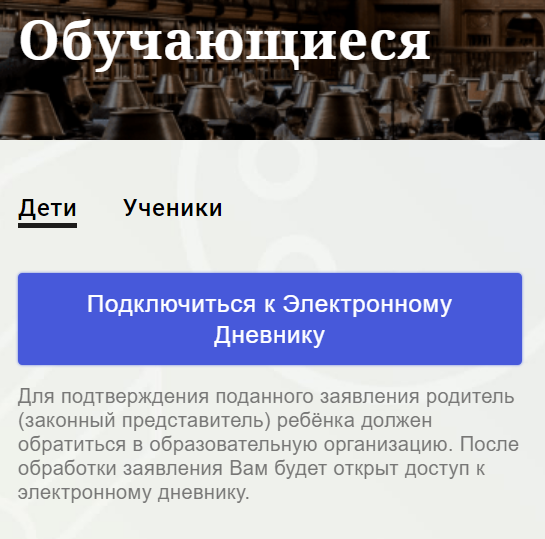 Обучающиеся
Дети Ученики
Подключиться к Электронному
Дневнику
Для подтверждения поданного заявления родитель
(законный представитель) ребёнка должен
обратиться в образовательную организацию. После
обработки заявления Вам будет открыт доступ к
электронному дневнику.